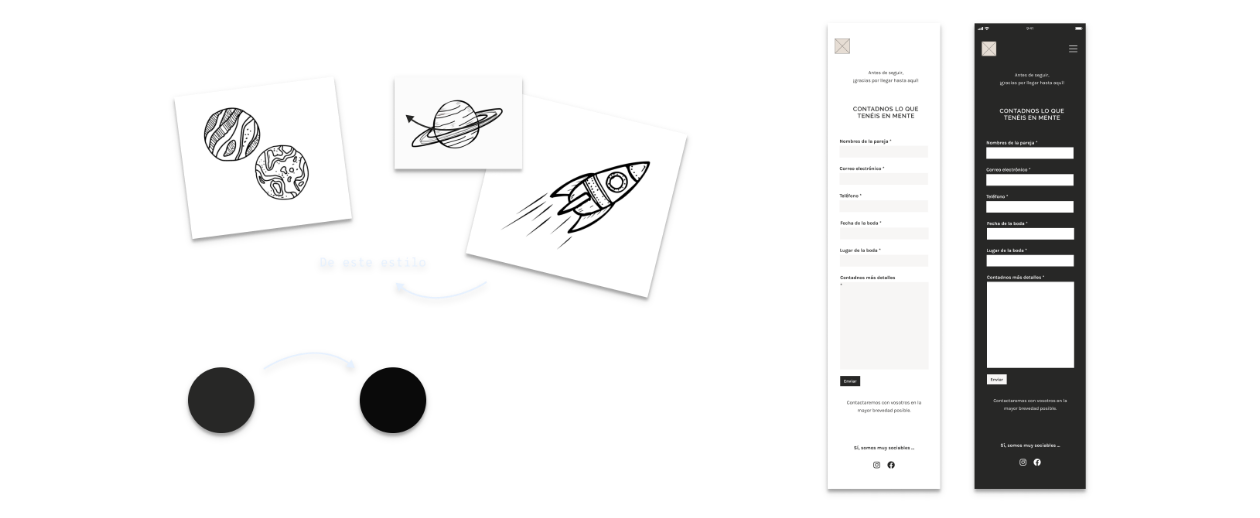 De este estilo
Antes de seguir,
¡gracias por llegar hasta aquí!
CONTADNOS LO QUE
TENÉIS EN MENTE
Nombres de la pareja *
Correo electrónico *
Teléfono *
Fecha de la boda *
Lugar de la boda *
Contadnos más detalles
*
Enviar
Contactaremos con vosotros en la
mayor brevedad posible.
Sí, somos muy sociables ...
Antes de seguir,
¡gracias por llegar hasta aquí!
CONTADNOS LO QUE
TENÉIS EN MENTE
Nombres de la pareja *
Correo electrónico *
Teléfono *
Fecha de la boda *
Lugar de la boda *
Contadnos más detalles *
Enviar
Contactaremos con vosotros en la
mayor brevedad posible.
Sí, somos muy sociables ...